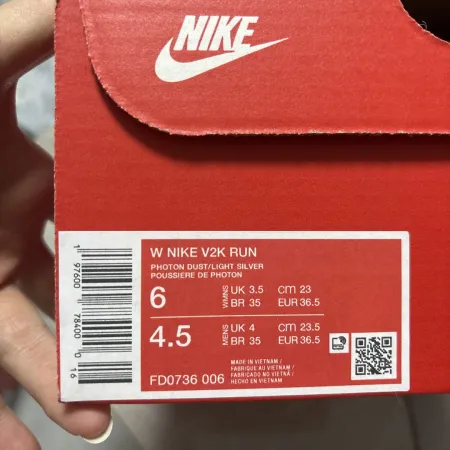 NIKE
W NIKE V2K RUN
PHOTON DUST/LIGHT SILVER
POUSSIERE DE PHOTON
6 WMNS UK 3.5 cm 23
BR 35 EUR 36.5
4.5 MENS UK 4 cm 23.5
BR 35 EUR 36.5
MADE IN VIETNAM /
FABRIQUÉ AU VIETNAM /
FABRICADO NO VIETNÃ /
HECHO EN VIETNAM
FD0736 006
1 97600 78400 0 16